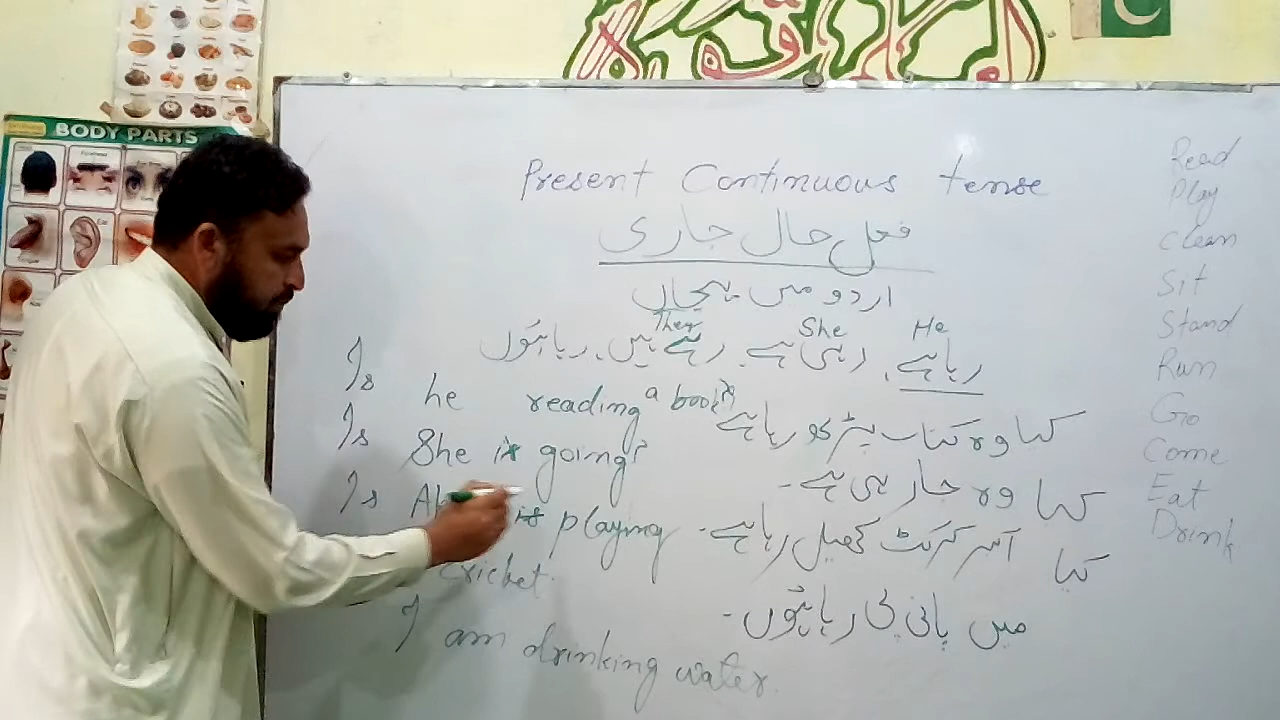 BODY PARTS
Present Continuous tense
فعل حال جاری
اردو میں پہچان
They She He
رہا ہے، رہی ہے، رہے ہیں، رہا ہوں
Is he reading a book?
کیا وہ کتاب پڑھ رہا ہے
Is She is going?
کیا وہ جا رہی ہے۔
Is is playing cricket.
کیا کرکٹ کھیل رہا ہے۔
I am drinking water.
میں پانی پی رہا ہوں۔
Read
Play
Clean
Sit
Stand
Run
Go
Come
Eat
Drink